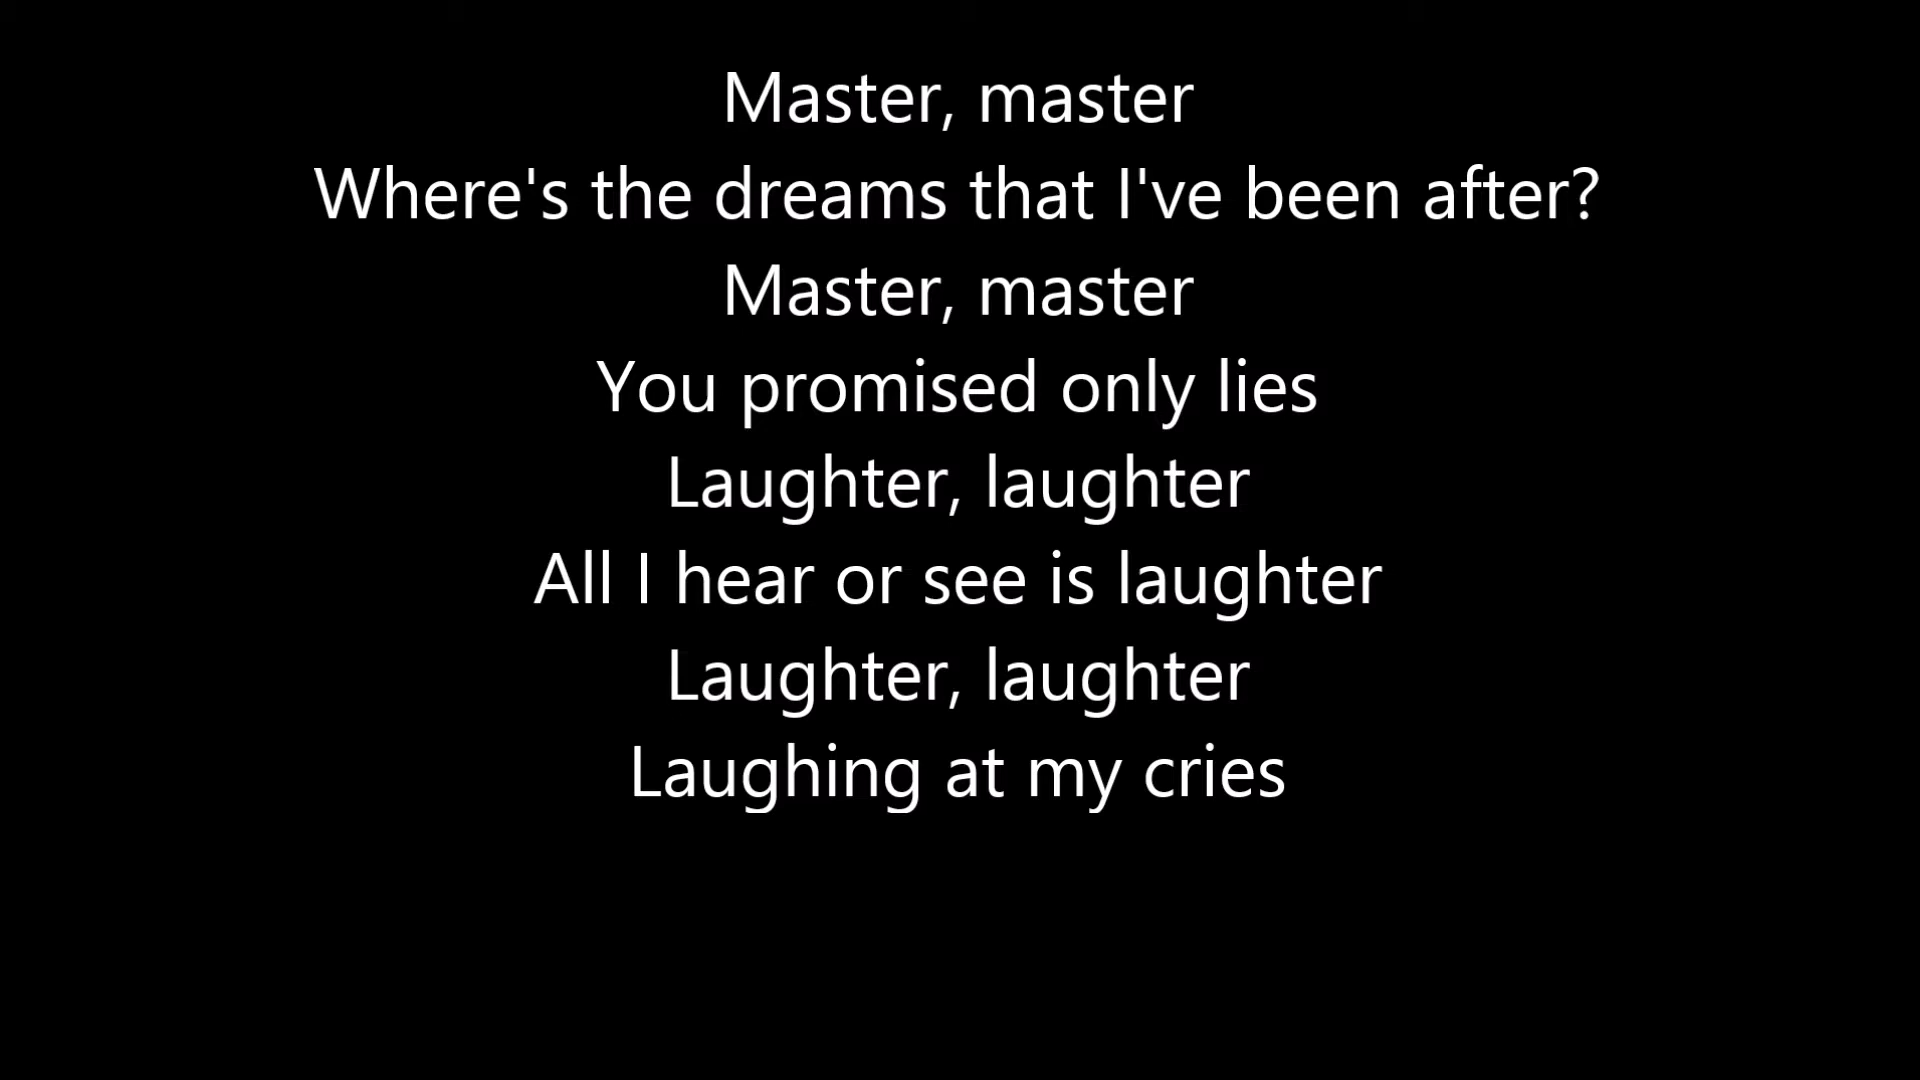 Master, master
Where's the dreams that I've been after?
Master, master
You promised only lies
Laughter, laughter
All I hear or see is laughter
Laughter, laughter
Laughing at my cries